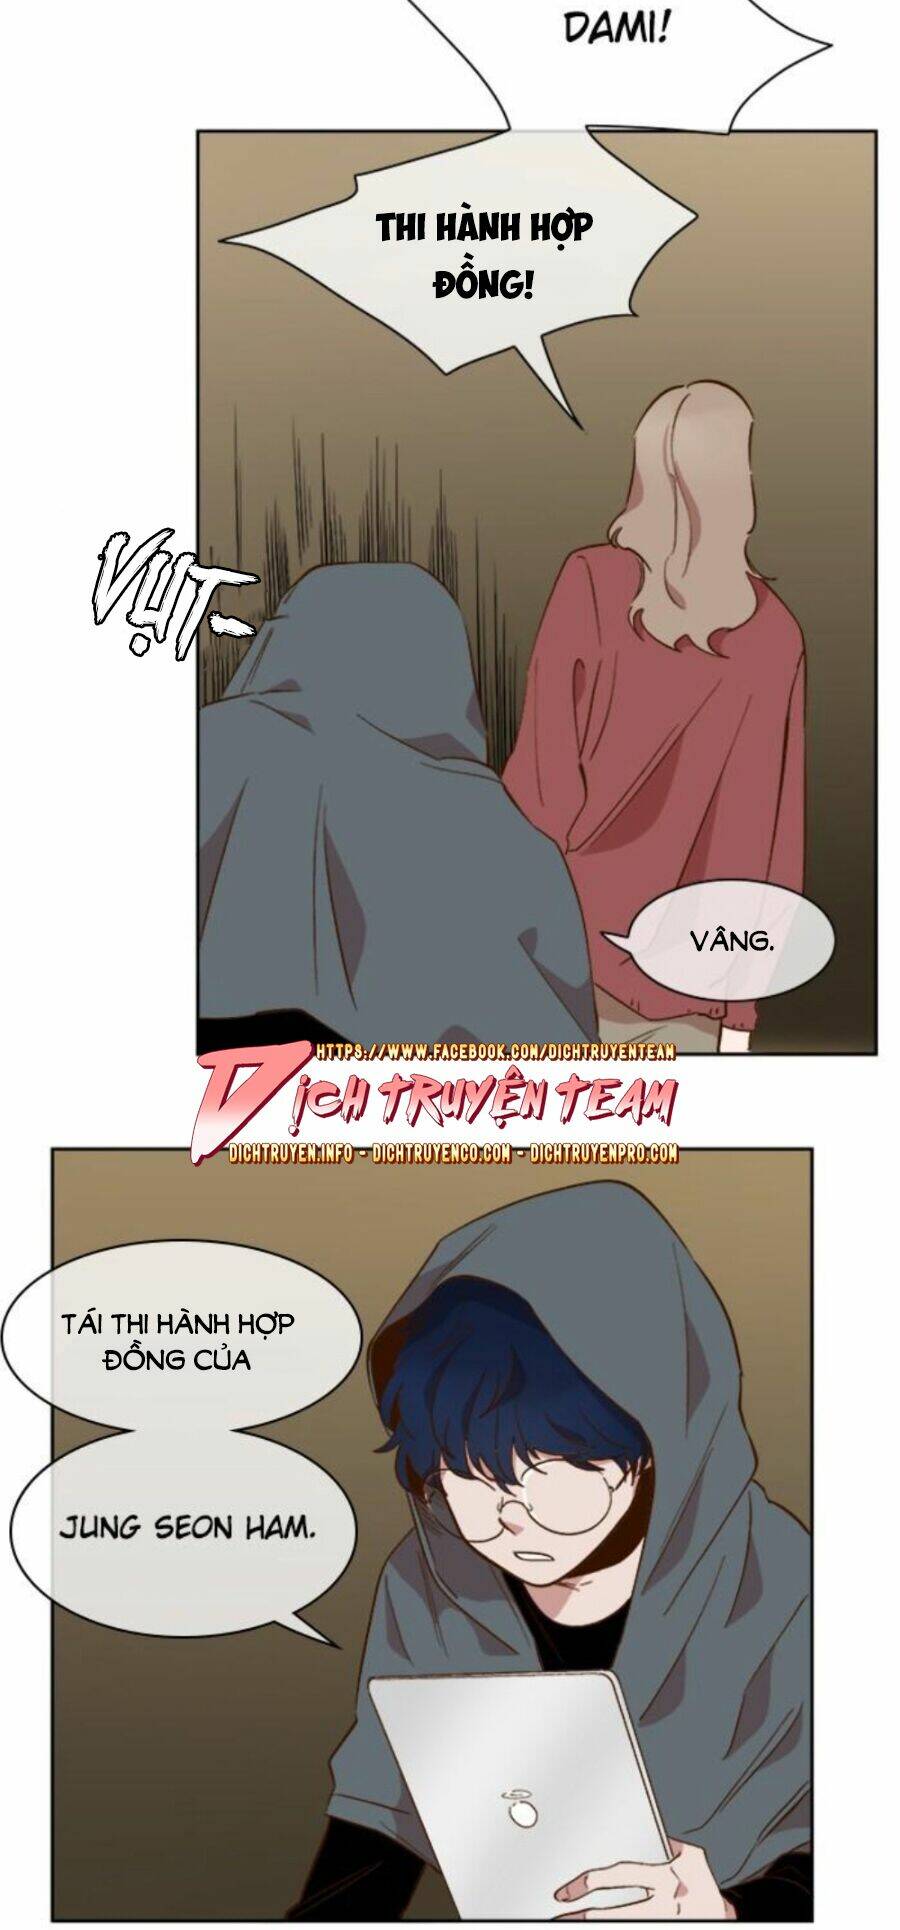 DAMI!
THI HÀNH HỢP
ĐỒNG!
VỤT-
VÂNG.
HTTPS://WWW.FACEBOOK.COM/DICHTRUYENTEAM
DỊCH TRUYỆN TEAM
DICHTRUYEN.INFO - DICHTRUYENCO.COM - DICHTRUYENPRO.COM
TÁI THI HÀNH HỢP
ĐỒNG CỦA
JUNG SEON HAM.